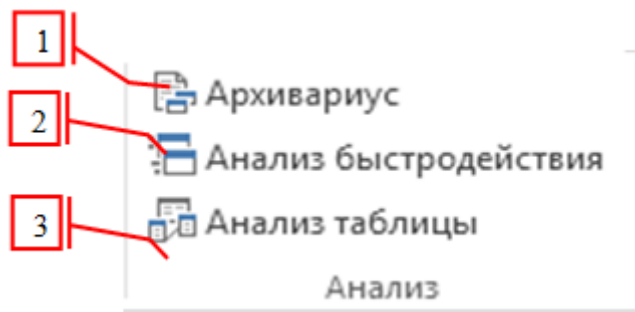 1
Архивариус
2
Анализ быстродействия
3
Анализ таблицы
Анализ